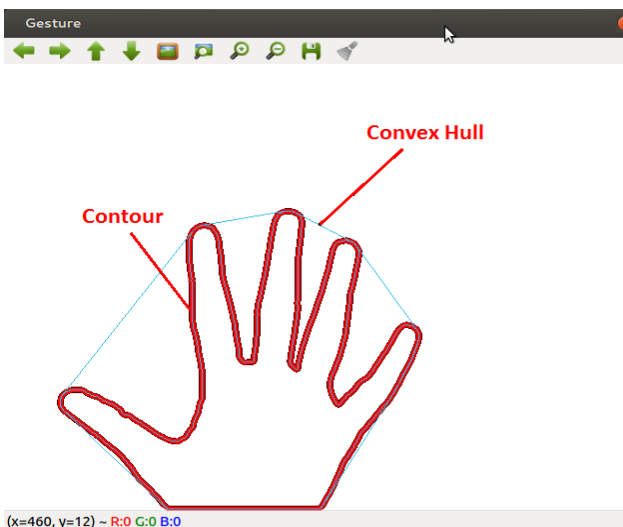 Gesture
Convex Hull
Contour
(x=460, y=12) ~ R:0 G:0 B:0